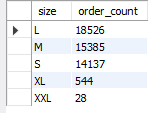 size order_count
L 18526
M 15385
S 14137
XL 544
XXL 28